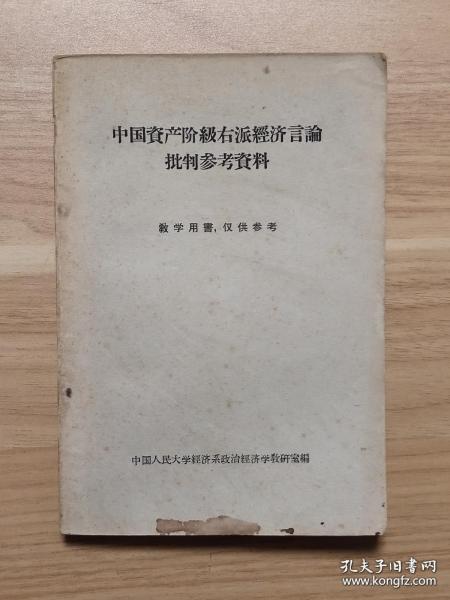 中国資产阶級右派經济言論
批判参考資料
教学用書，仅供参考
中国人民大学經济系政治經济学教研室編
孔夫子旧书网
www.kongfz.com